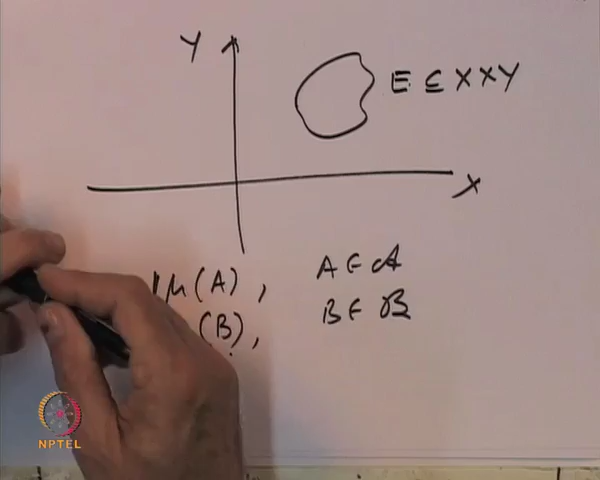 Y
E ⊆ X × Y
X
μ(A), A ∈ 𝒜
(B), B ∈ ℬ
NPTEL